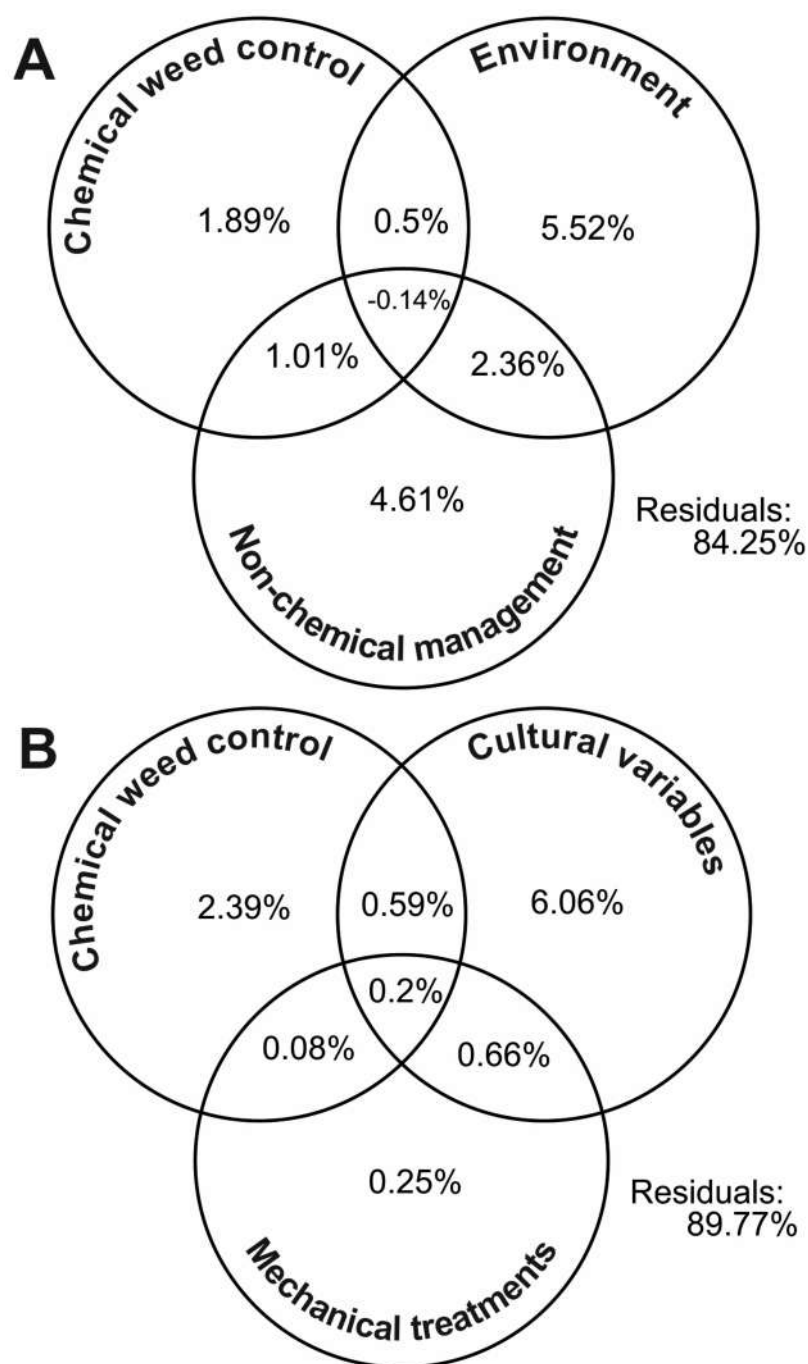 A
Chemical weed control
Environment
1.89%
0.5%
5.52%
-0.14%
1.01%
2.36%
4.61%
Non-chemical management
Residuals:
84.25%
B
Chemical weed control
Cultural variables
2.39%
0.59%
6.06%
0.2%
0.08%
0.66%
0.25%
Mechanical treatments
Residuals:
89.77%